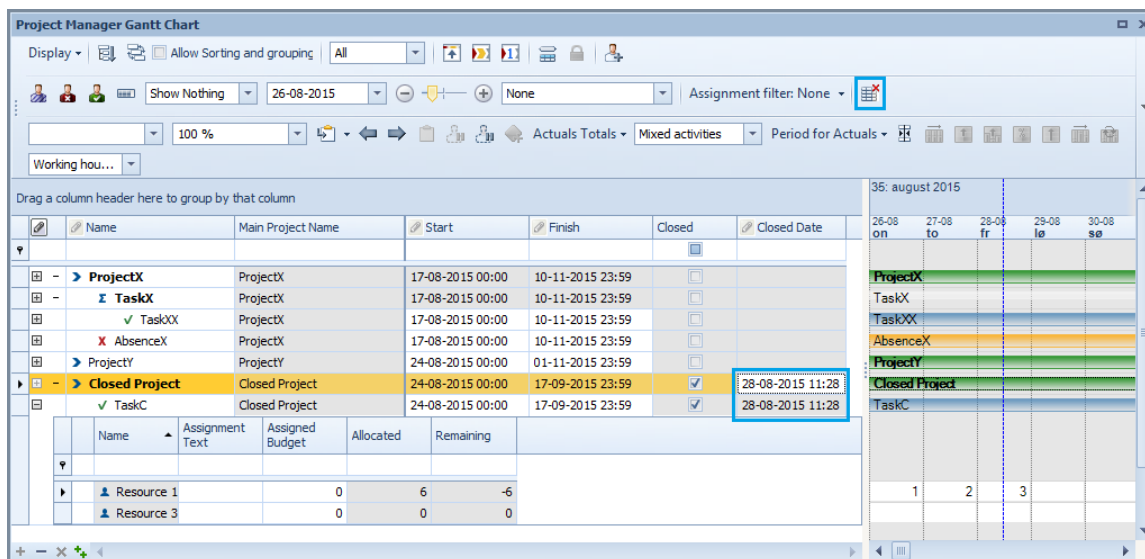 Project Manager Gantt Chart
Display Allow Sorting and grouping All
Show Nothing 26-08-2015 None Assignment filter: None
100 % Actuals Totals Mixed activities Period for Actuals
Working hou...
Drag a column header here to group by that column 35: august 2015
Name Main Project Name Start Finish Closed Closed Date 26-08 27-08 28-08 29-08 30-08
on to fr lø sø
ProjectX ProjectX 17-08-2015 00:00 10-11-2015 23:59 ProjectX
Σ TaskX ProjectX 17-08-2015 00:00 10-11-2015 23:59 TaskX
TaskXX ProjectX 17-08-2015 00:00 10-11-2015 23:59 TaskXX
AbsenceX ProjectX 17-08-2015 00:00 10-11-2015 23:59 AbsenceX
ProjectY ProjectY 24-08-2015 00:00 01-11-2015 23:59 ProjectY
Closed Project Closed Project 24-08-2015 00:00 17-09-2015 23:59 28-08-2015 11:28 Closed Project
TaskC Closed Project 24-08-2015 00:00 17-09-2015 23:59 28-08-2015 11:28 TaskC
Name Assignment Text Assigned Budget Allocated Remaining
Resource 1 0 6 -6 1 2 3
Resource 3 0 0 0